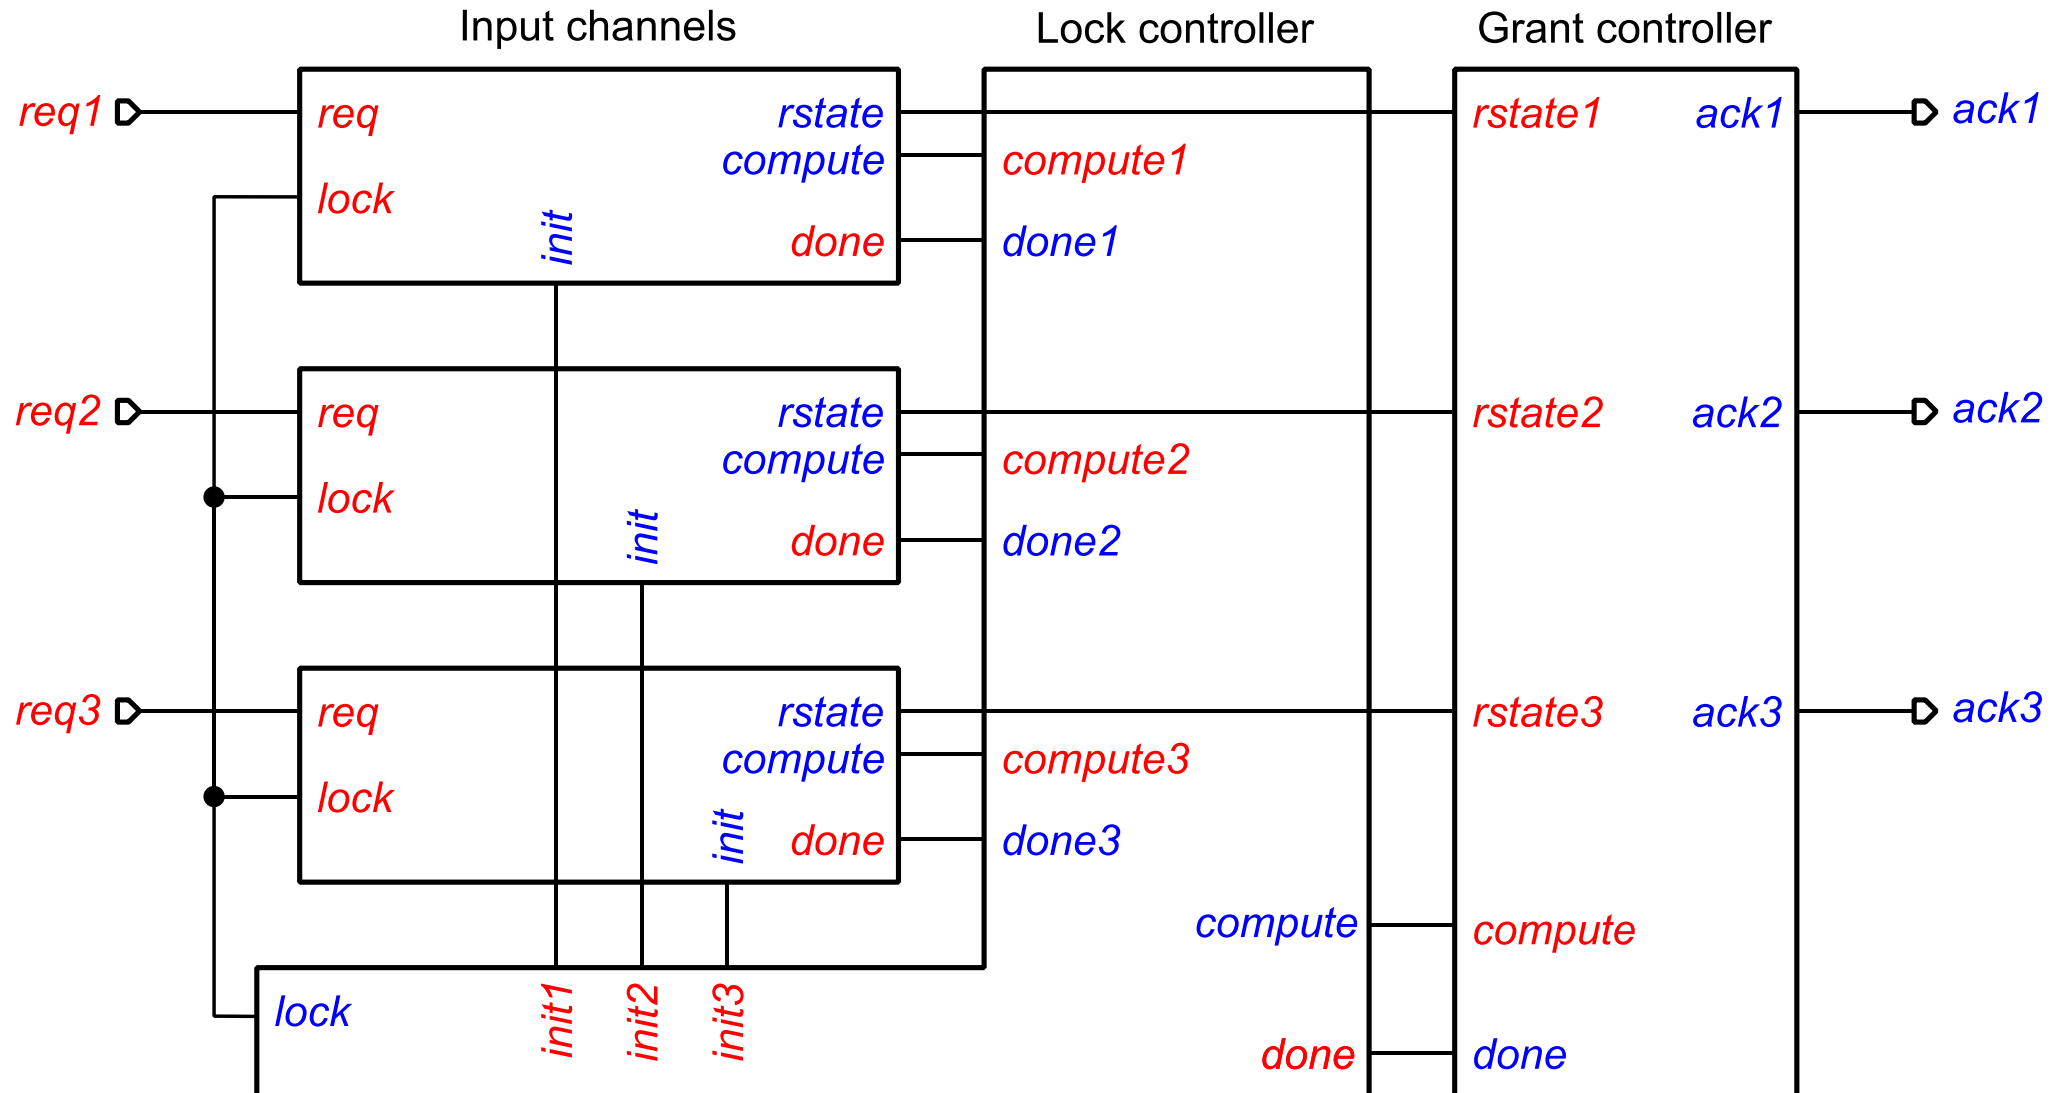 Input channels Lock controller Grant controller
req1 req rstate rstate1 ack1 ack1
compute compute1
lock
init
done done1
req2 req rstate rstate2 ack2 ack2
compute compute2
lock
init
done done2
req3 req rstate rstate3 ack3 ack3
compute compute3
lock
init
done done3
compute compute
lock
init1 init2 init3
done done